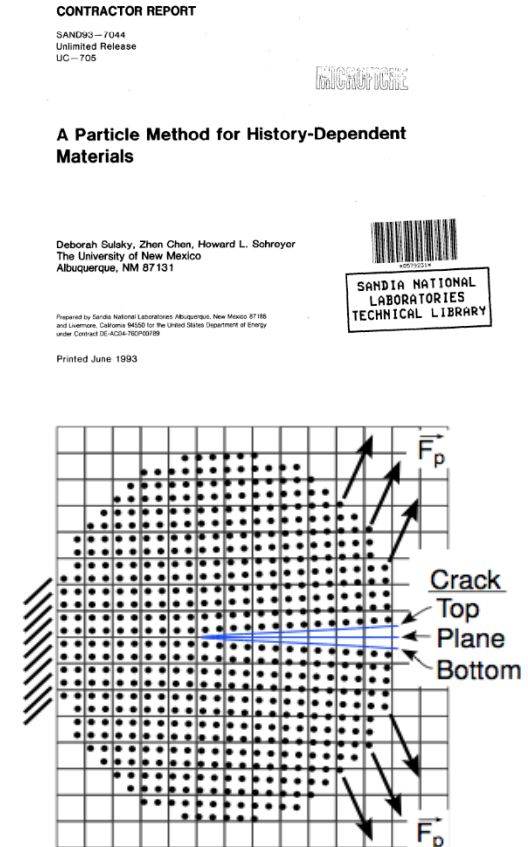 CONTRACTOR REPORT
SAND93—7044
Unlimited Release
UC—705
MICROFICHE
A Particle Method for History-Dependent
Materials
Deborah Sulsky, Zhen Chen, Howard L. Schreyer
The University of New Mexico
Albuquerque, NM 87131
SANDIA NATIONAL
LABORATORIES
TECHNICAL LIBRARY
Prepared by Sandia National Laboratories Albuquerque, New Mexico 87185
and Livermore, California 94550 for the United States Department of Energy
under Contract DE-AC04-76DP00789
Printed June 1993
F_p
Crack
Top
Plane
Bottom
F_p